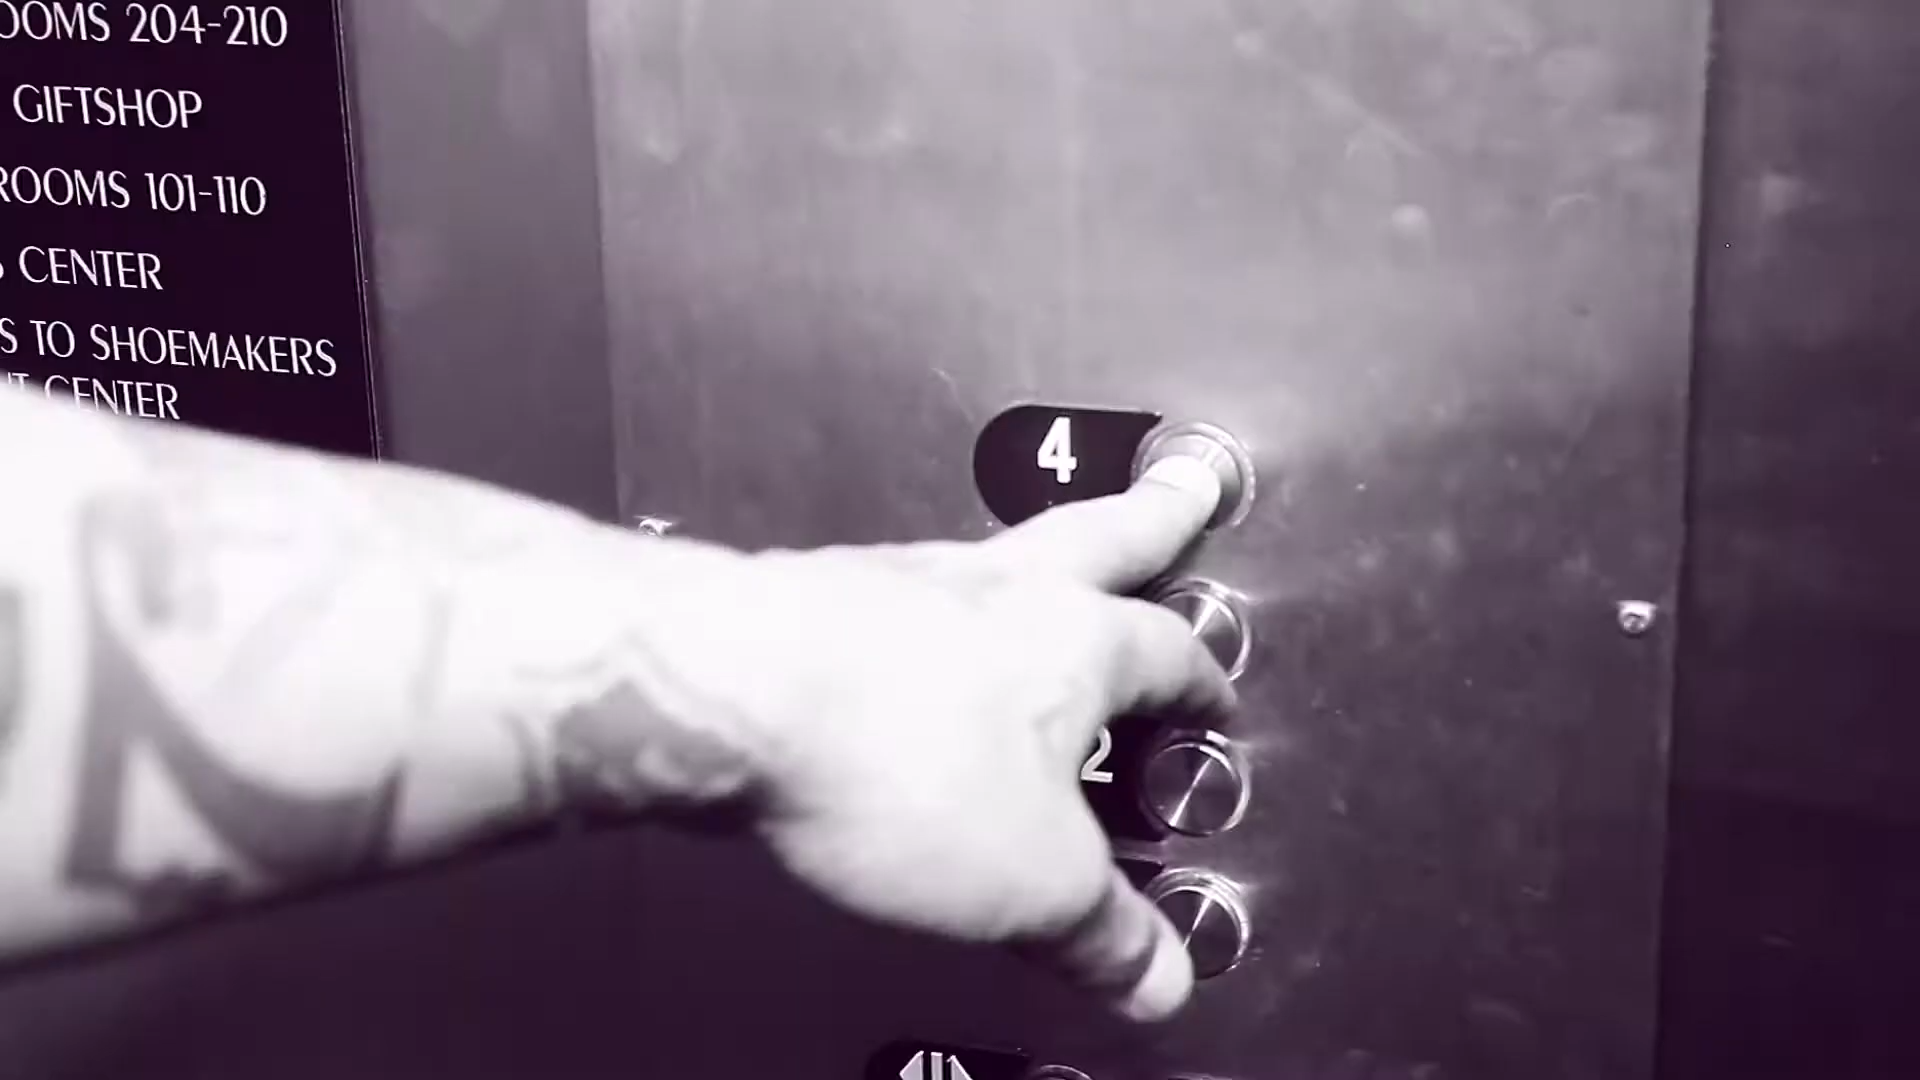 OOMS 204-210
GIFTSHOP
ROOMS 101-110
CENTER
S TO SHOEMAKERS
CENTER
4
2